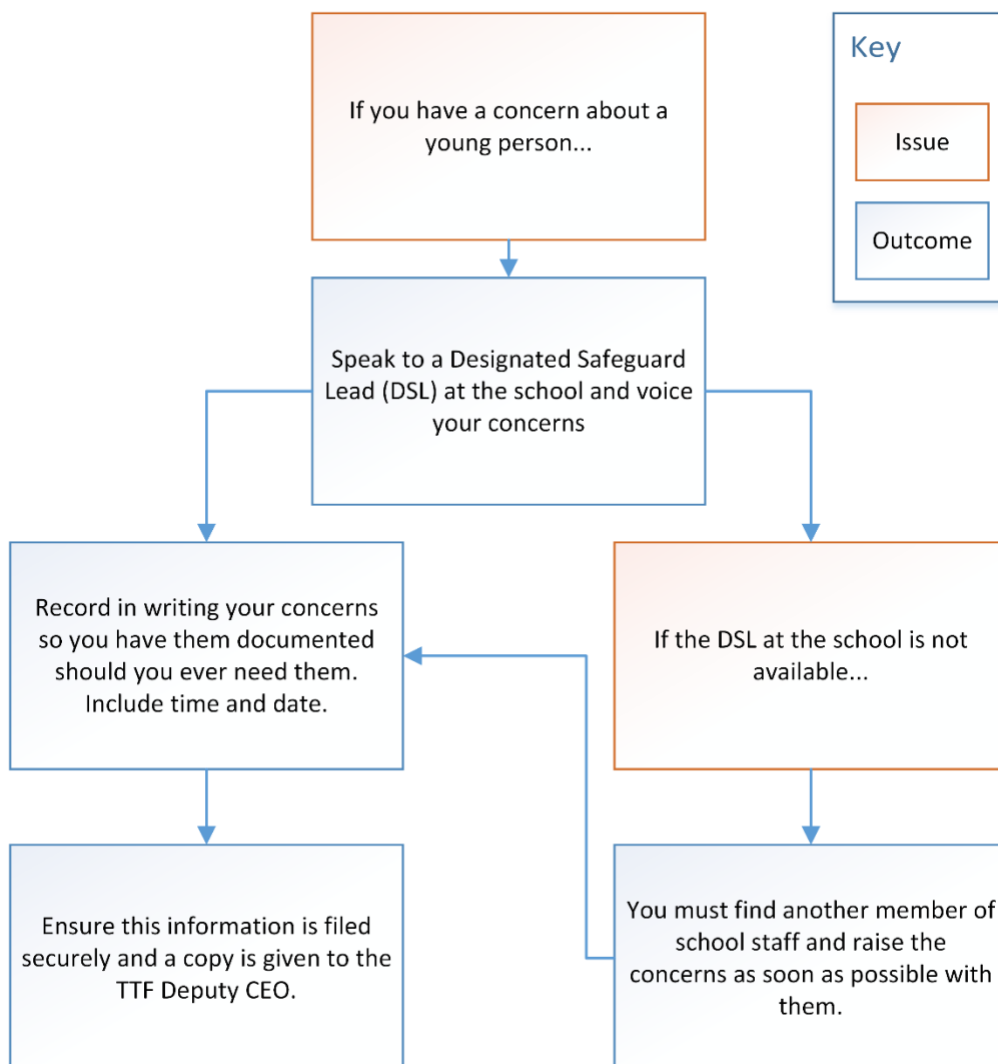 If you have a concern about a
young person...
Key
Issue
Outcome
Speak to a Designated Safeguard
Lead (DSL) at the school and voice
your concerns
Record in writing your concerns
so you have them documented
should you ever need them.
Include time and date.
If the DSL at the school is not
available...
Ensure this information is filed
securely and a copy is given to the
TTF Deputy CEO.
You must find another member of
school staff and raise the
concerns as soon as possible with
them.